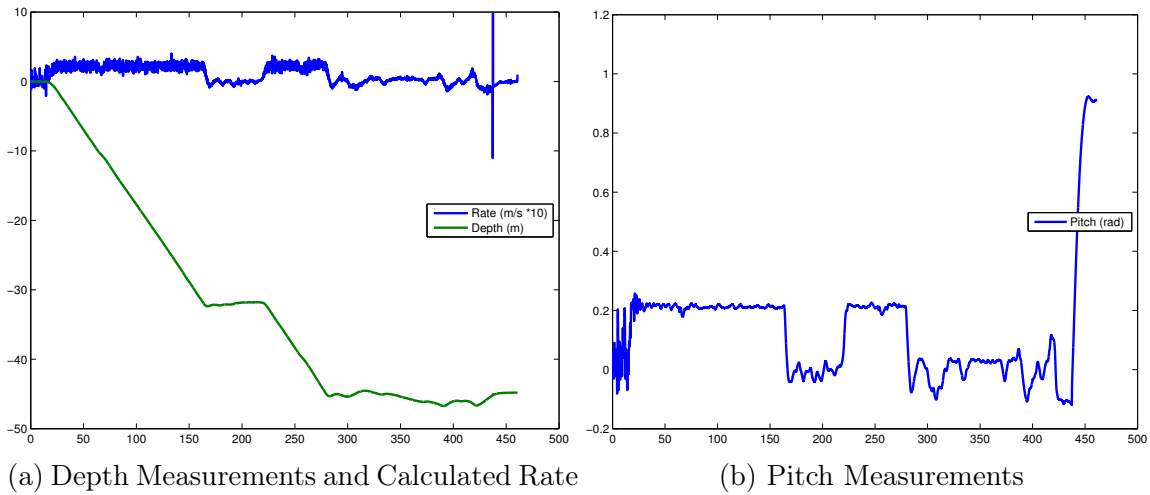 10
0
−10
−20
−30
−40
−50
0 50 100 150 200 250 300 350 400 450 500
Rate (m/s *10)
Depth (m)
(a) Depth Measurements and Calculated Rate
1.2
1
0.8
0.6
0.4
0.2
0
−0.2
0 50 100 150 200 250 300 350 400 450 500
Pitch (rad)
(b) Pitch Measurements